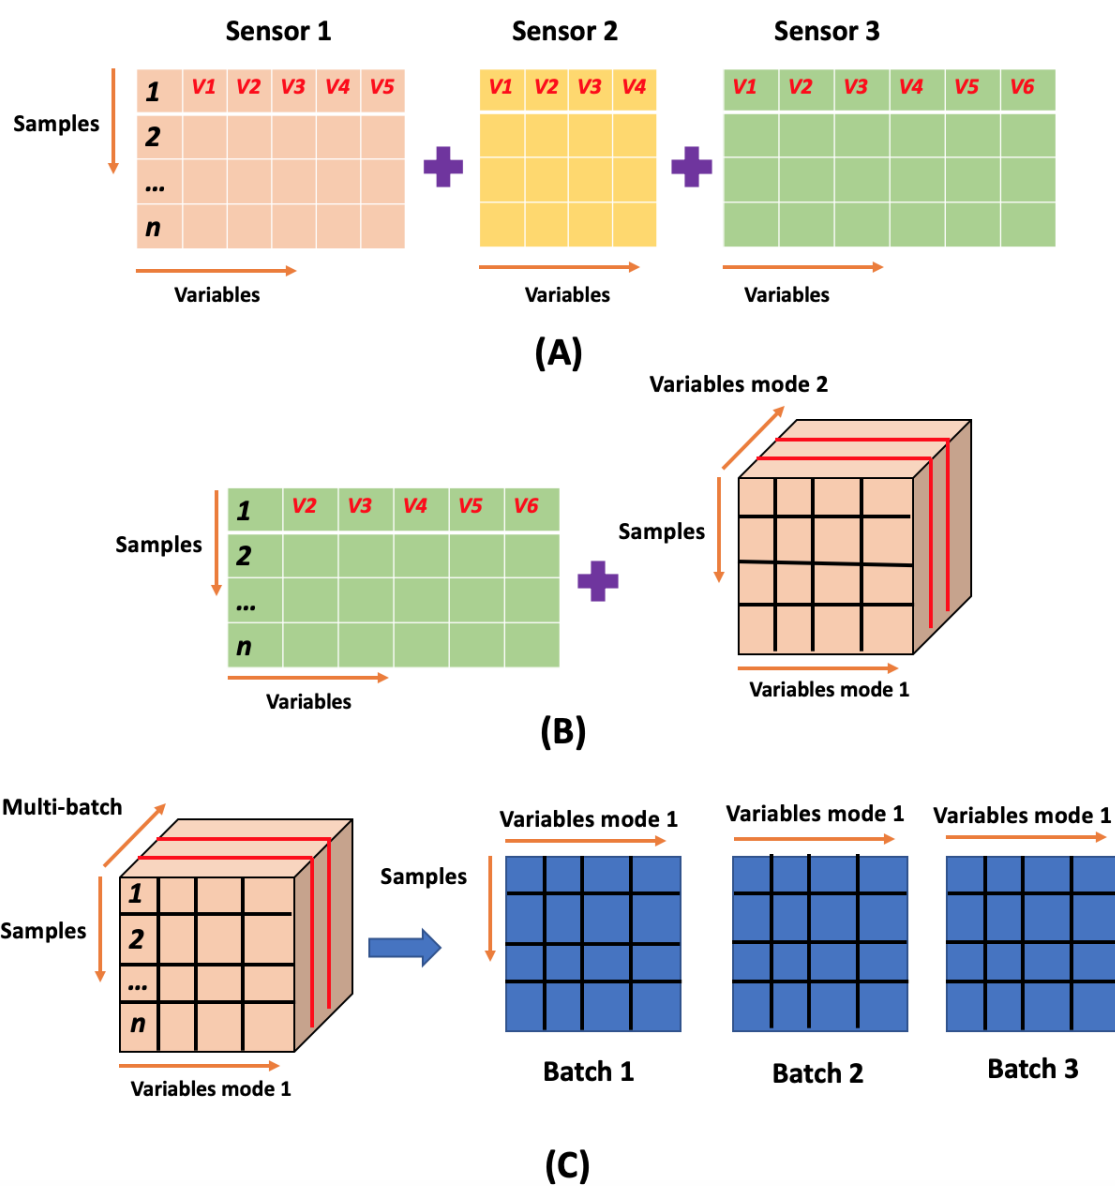 Sensor 1 Sensor 2 Sensor 3
1 V1 V2 V3 V4 V5 V1 V2 V3 V4 V1 V2 V3 V4 V5 V6
Samples
2
...
n
Variables Variables Variables
(A)
Variables mode 2
1 V2 V3 V4 V5 V6
Samples
Samples
2
...
n
Variables
Variables mode 1
(B)
Multi-batch
Variables mode 1 Variables mode 1 Variables mode 1
Samples
1
Samples
2
...
n
Variables mode 1
Batch 1 Batch 2 Batch 3
(C)